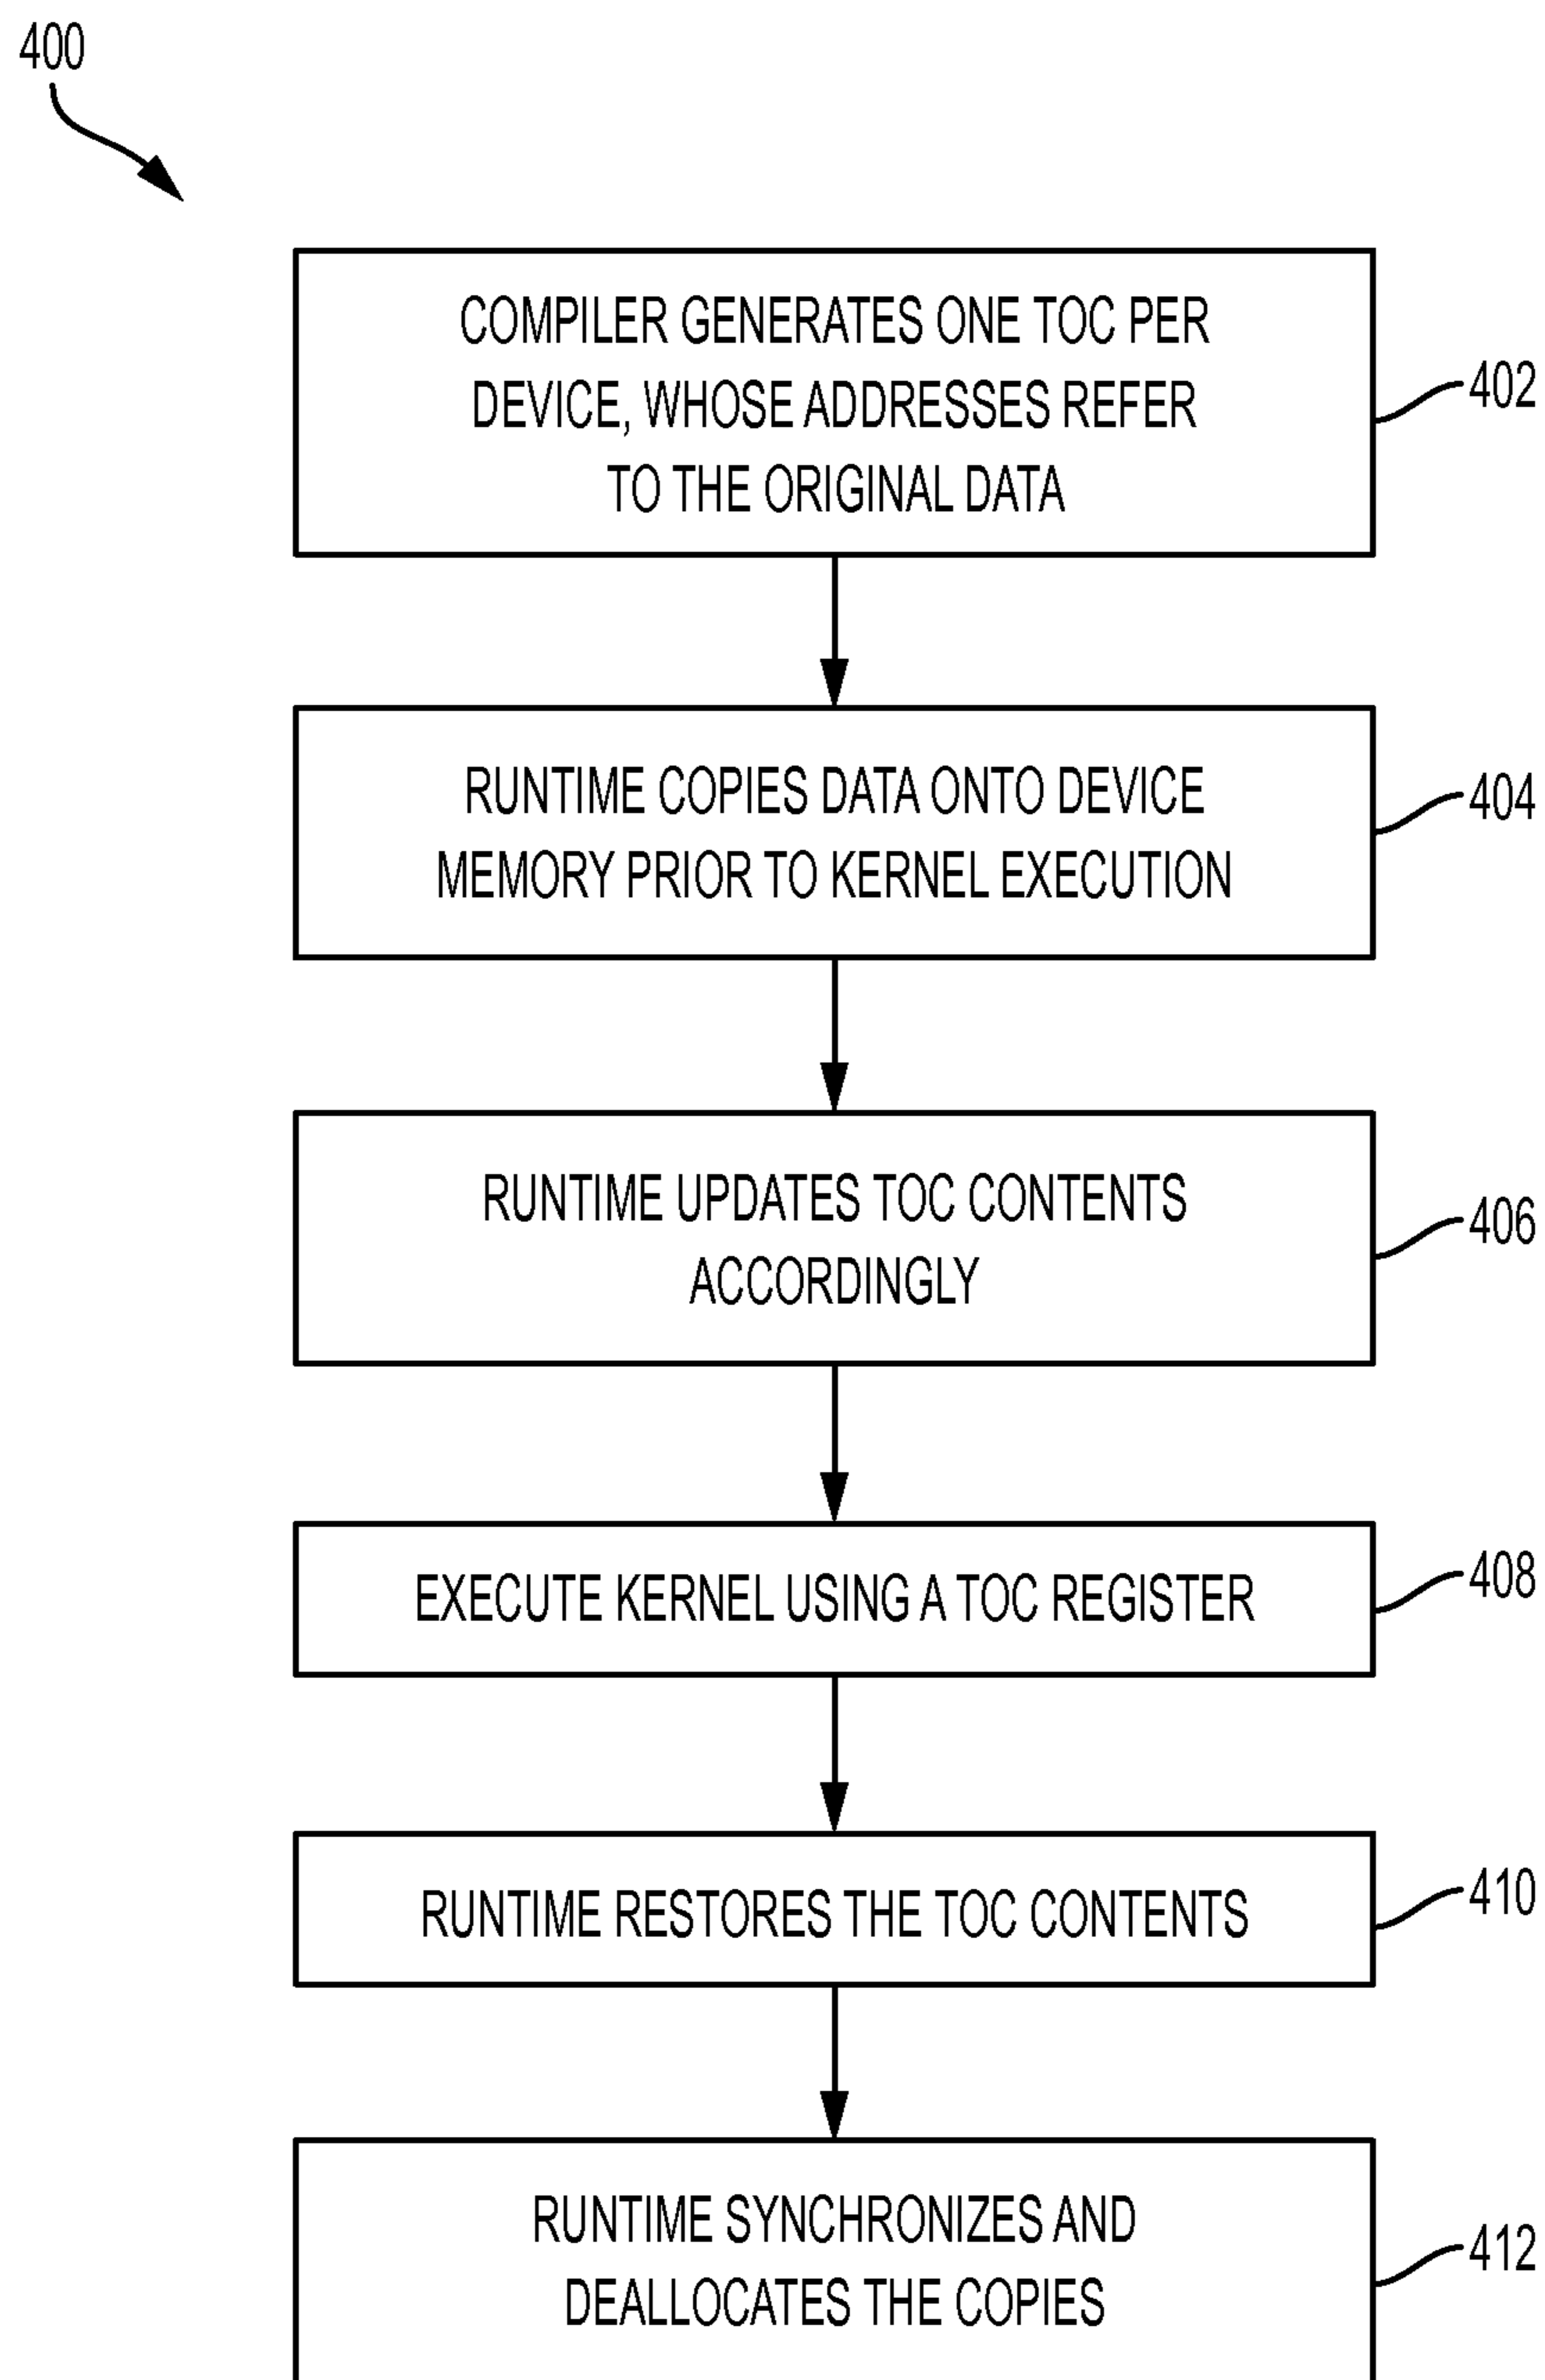 400
COMPILER GENERATES ONE TOC PER
DEVICE, WHOSE ADDRESSES REFER
TO THE ORIGINAL DATA
402
RUNTIME COPIES DATA ONTO DEVICE
MEMORY PRIOR TO KERNEL EXECUTION
404
RUNTIME UPDATES TOC CONTENTS
ACCORDINGLY
406
EXECUTE KERNEL USING A TOC REGISTER
408
RUNTIME RESTORES THE TOC CONTENTS
410
RUNTIME SYNCHRONIZES AND
DEALLOCATES THE COPIES
412